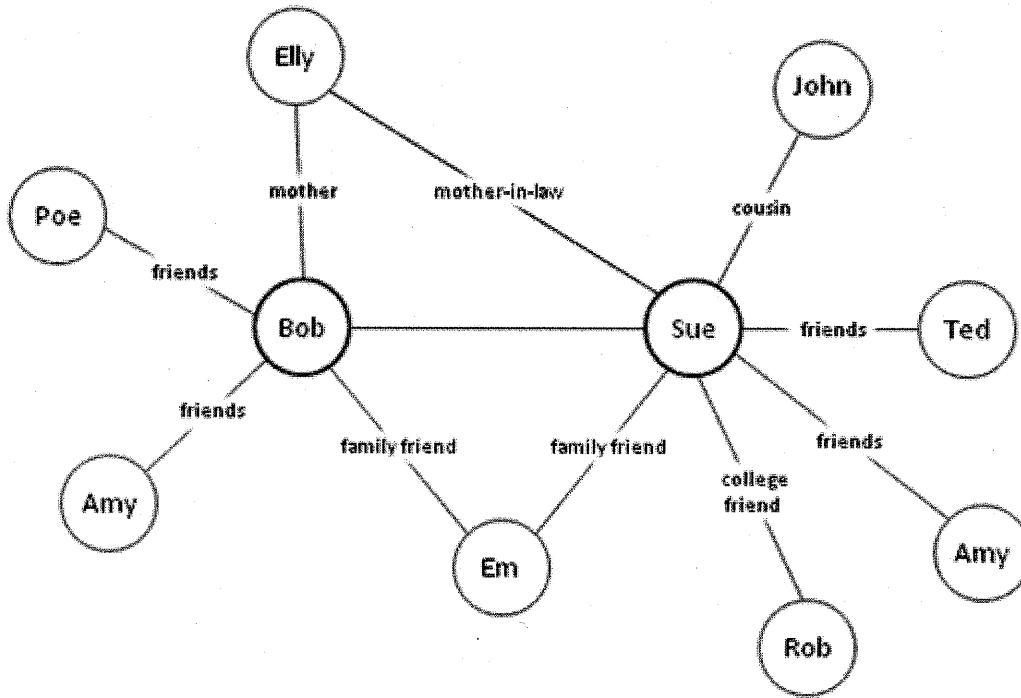 Elly
John
mother
mother-in-law
cousin
Poe
friends
Bob
Sue
friends
Ted
friends
family friend
family friend
friends
college
friend
Amy
Em
Amy
Rob